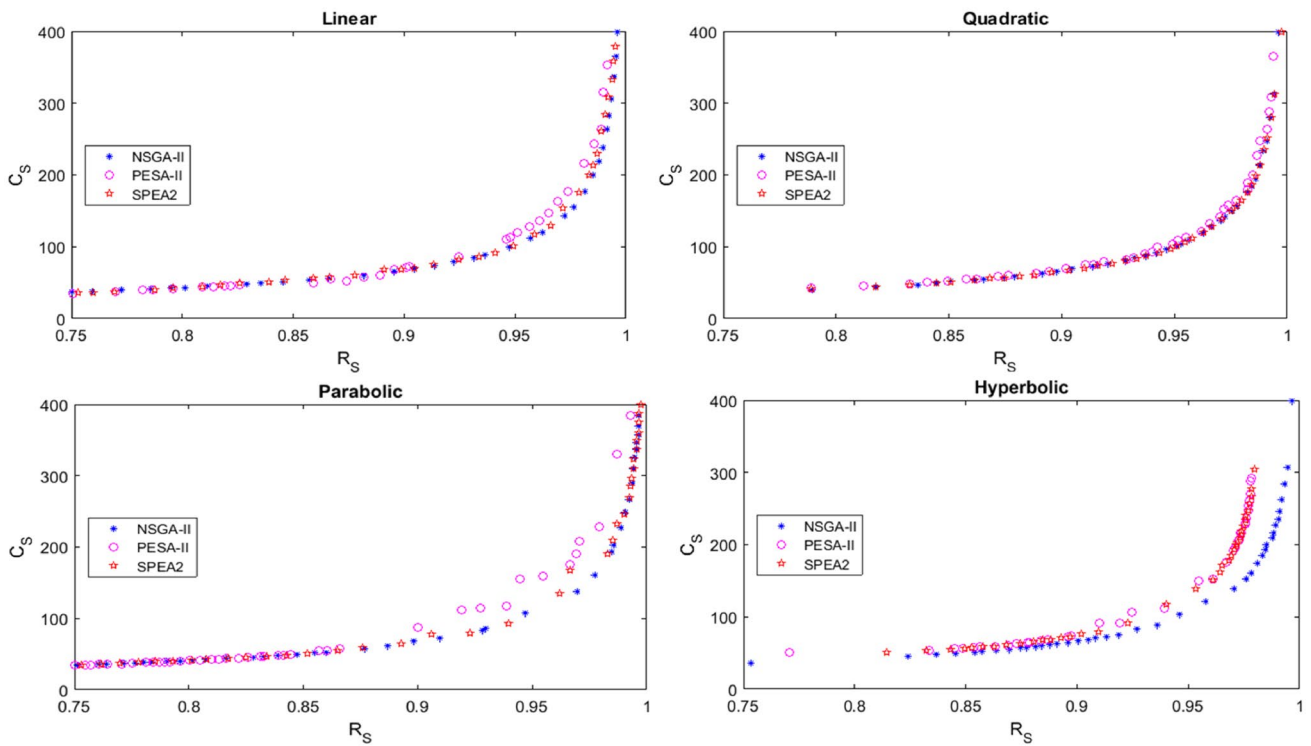 Linear
400
300
200
100
0
C_S
NSGA-II
PESA-II
SPEA2
0.75 0.8 0.85 0.9 0.95 1
R_S
Quadratic
400
300
200
100
0
C_S
NSGA-II
PESA-II
SPEA2
0.75 0.8 0.85 0.9 0.95 1
R_S
Parabolic
400
300
200
100
0
C_S
NSGA-II
PESA-II
SPEA2
0.75 0.8 0.85 0.9 0.95 1
R_S
Hyperbolic
400
300
200
100
0
C_S
NSGA-II
PESA-II
SPEA2
0.75 0.8 0.85 0.9 0.95 1
R_S